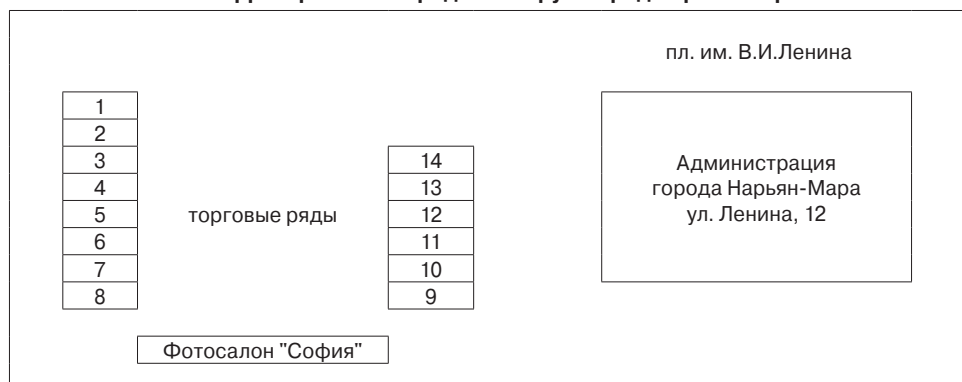 пл. им. В.И.Ленина
1
2
3
4
5
6
7
8
торговые ряды
14
13
12
11
10
9
Администрация
города Нарьян-Мара
ул. Ленина, 12
Фотосалон "София"